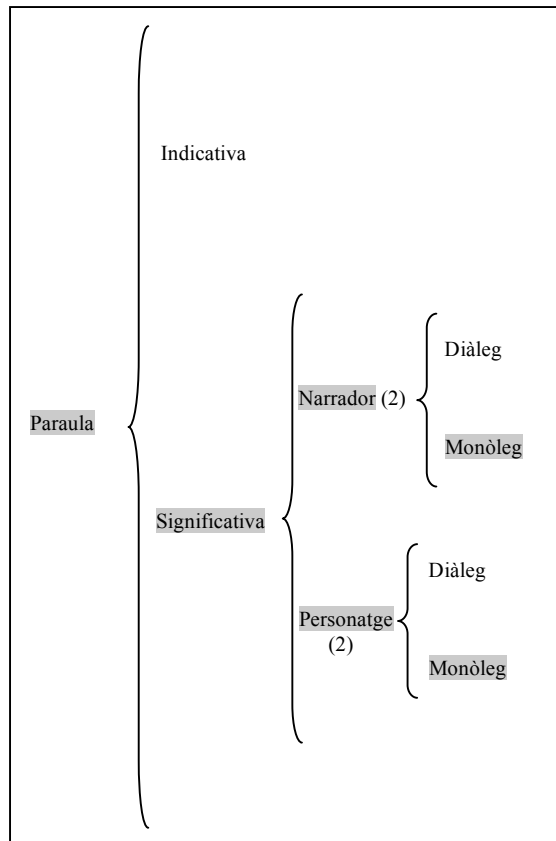 Indicativa
Diàleg
Narrador (2)
Paraula
Monòleg
Significativa
Diàleg
Personatge
(2)
Monòleg